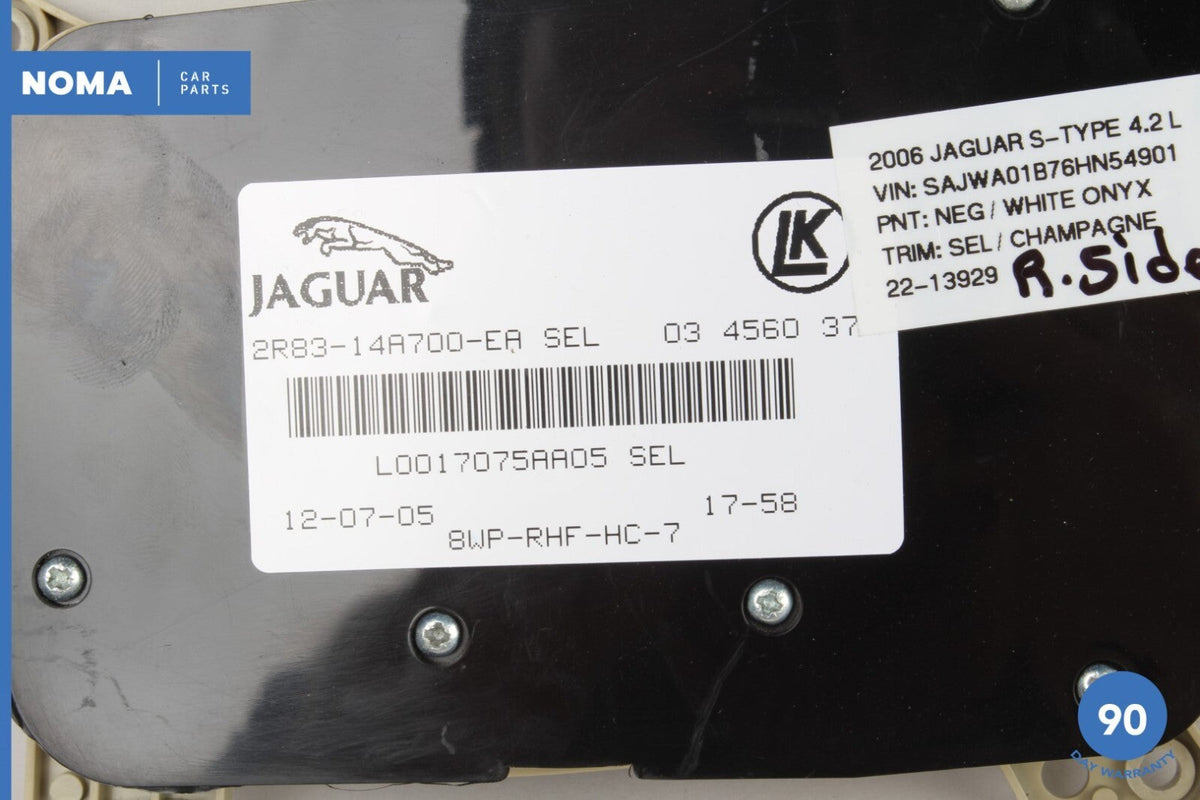 NOMA
CAR
PARTS
2006 JAGUAR S-TYPE 4.2 L
VIN: SAJWA01B76HN54901
PNT: NEG / WHITE ONYX
TRIM: SEL / CHAMPAGNE
22-13929 R.Side
JAGUAR
LK
2R83-14A700-EA SEL 03 4560 37
L0017075AA05 SEL
12-07-05 17-58
8WP-RHF-HC-7
90
DAY WARRANTY